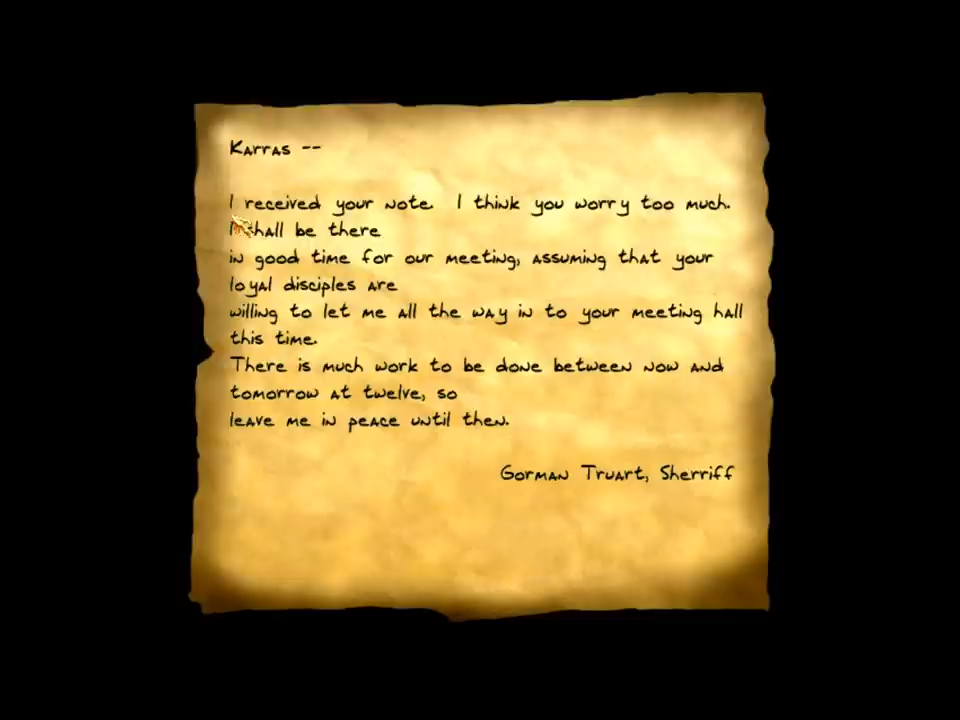 Karras --
I received your note. I think you worry too much.
I shall be there
in good time for our meeting, assuming that your
loyal disciples are
willing to let me all the way in to your meeting hall
this time.
There is much work to be done between now and
tomorrow at twelve, so
leave me in peace until then.
Gorman Truart, Sherriff